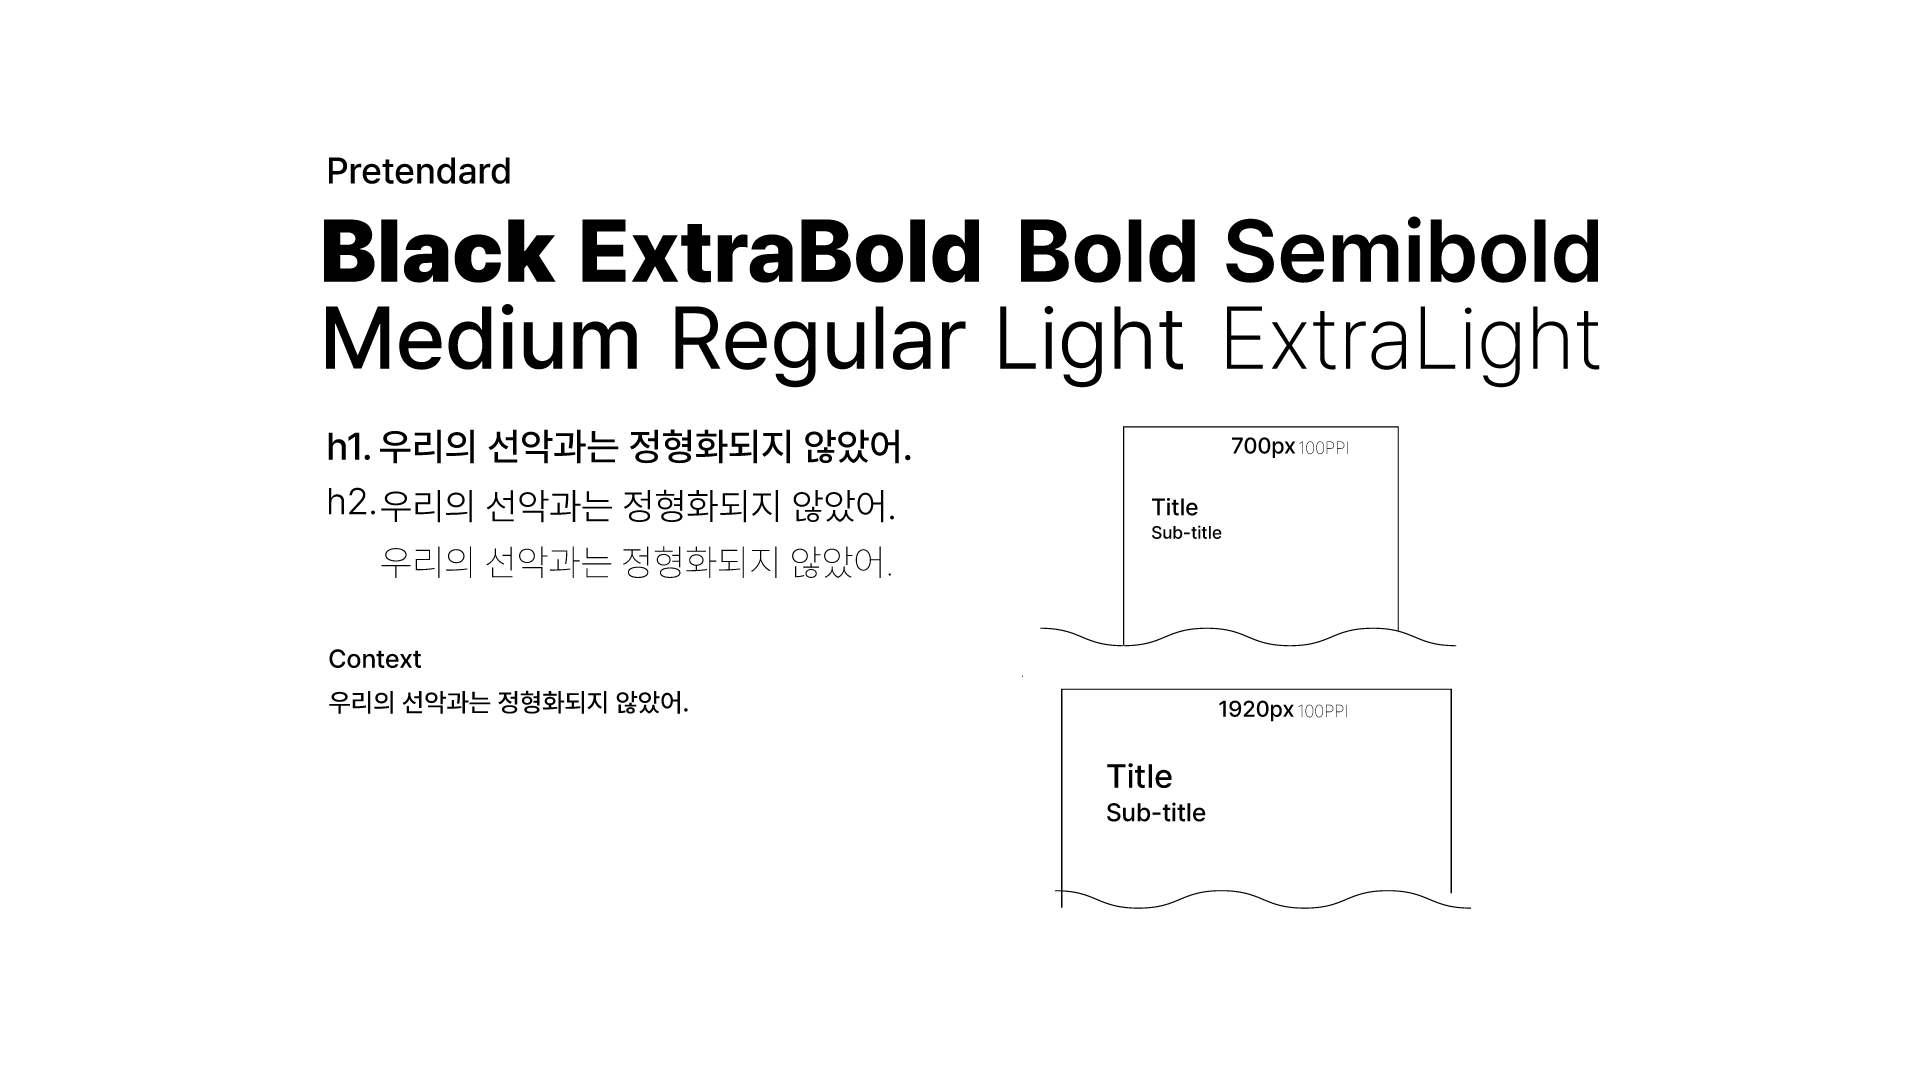 Pretendard
Black ExtraBold Bold Semibold
Medium Regular Light ExtraLight
h1. 우리의 선악과는 정형화되지 않았어.
h2. 우리의 선악과는 정형화되지 않았어.
우리의 선악과는 정형화되지 않았어.
Context
우리의 선악과는 정형화되지 않았어.
700px 100PPI
Title
Sub-title
1920px 100PPI
Title
Sub-title